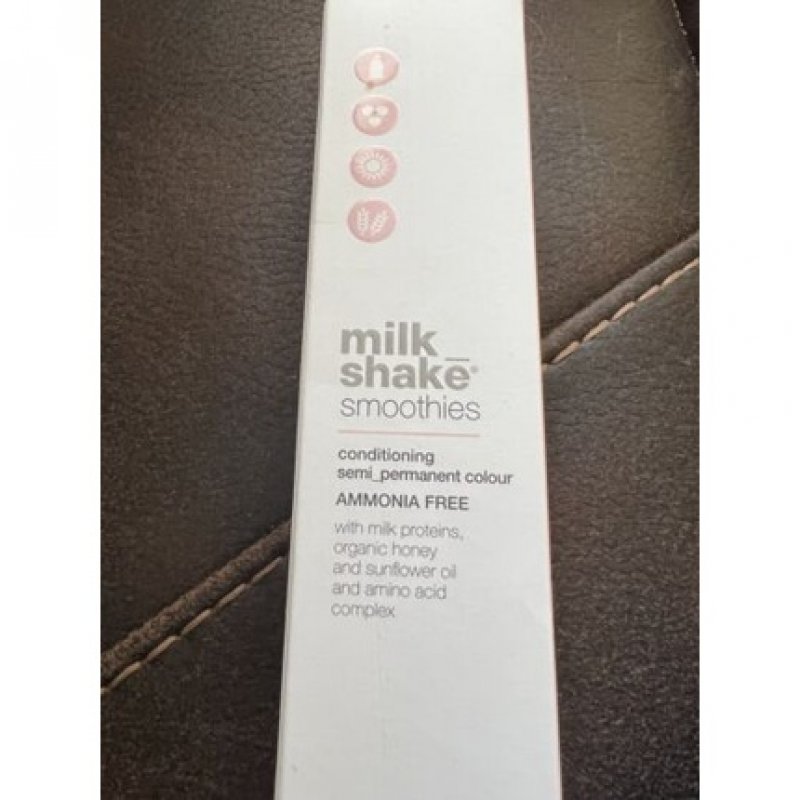 milk_
shake®
smoothies
conditioning
semi_permanent colour
AMMONIA FREE
with milk proteins,
organic honey
and sunflower oil
and amino acid
complex